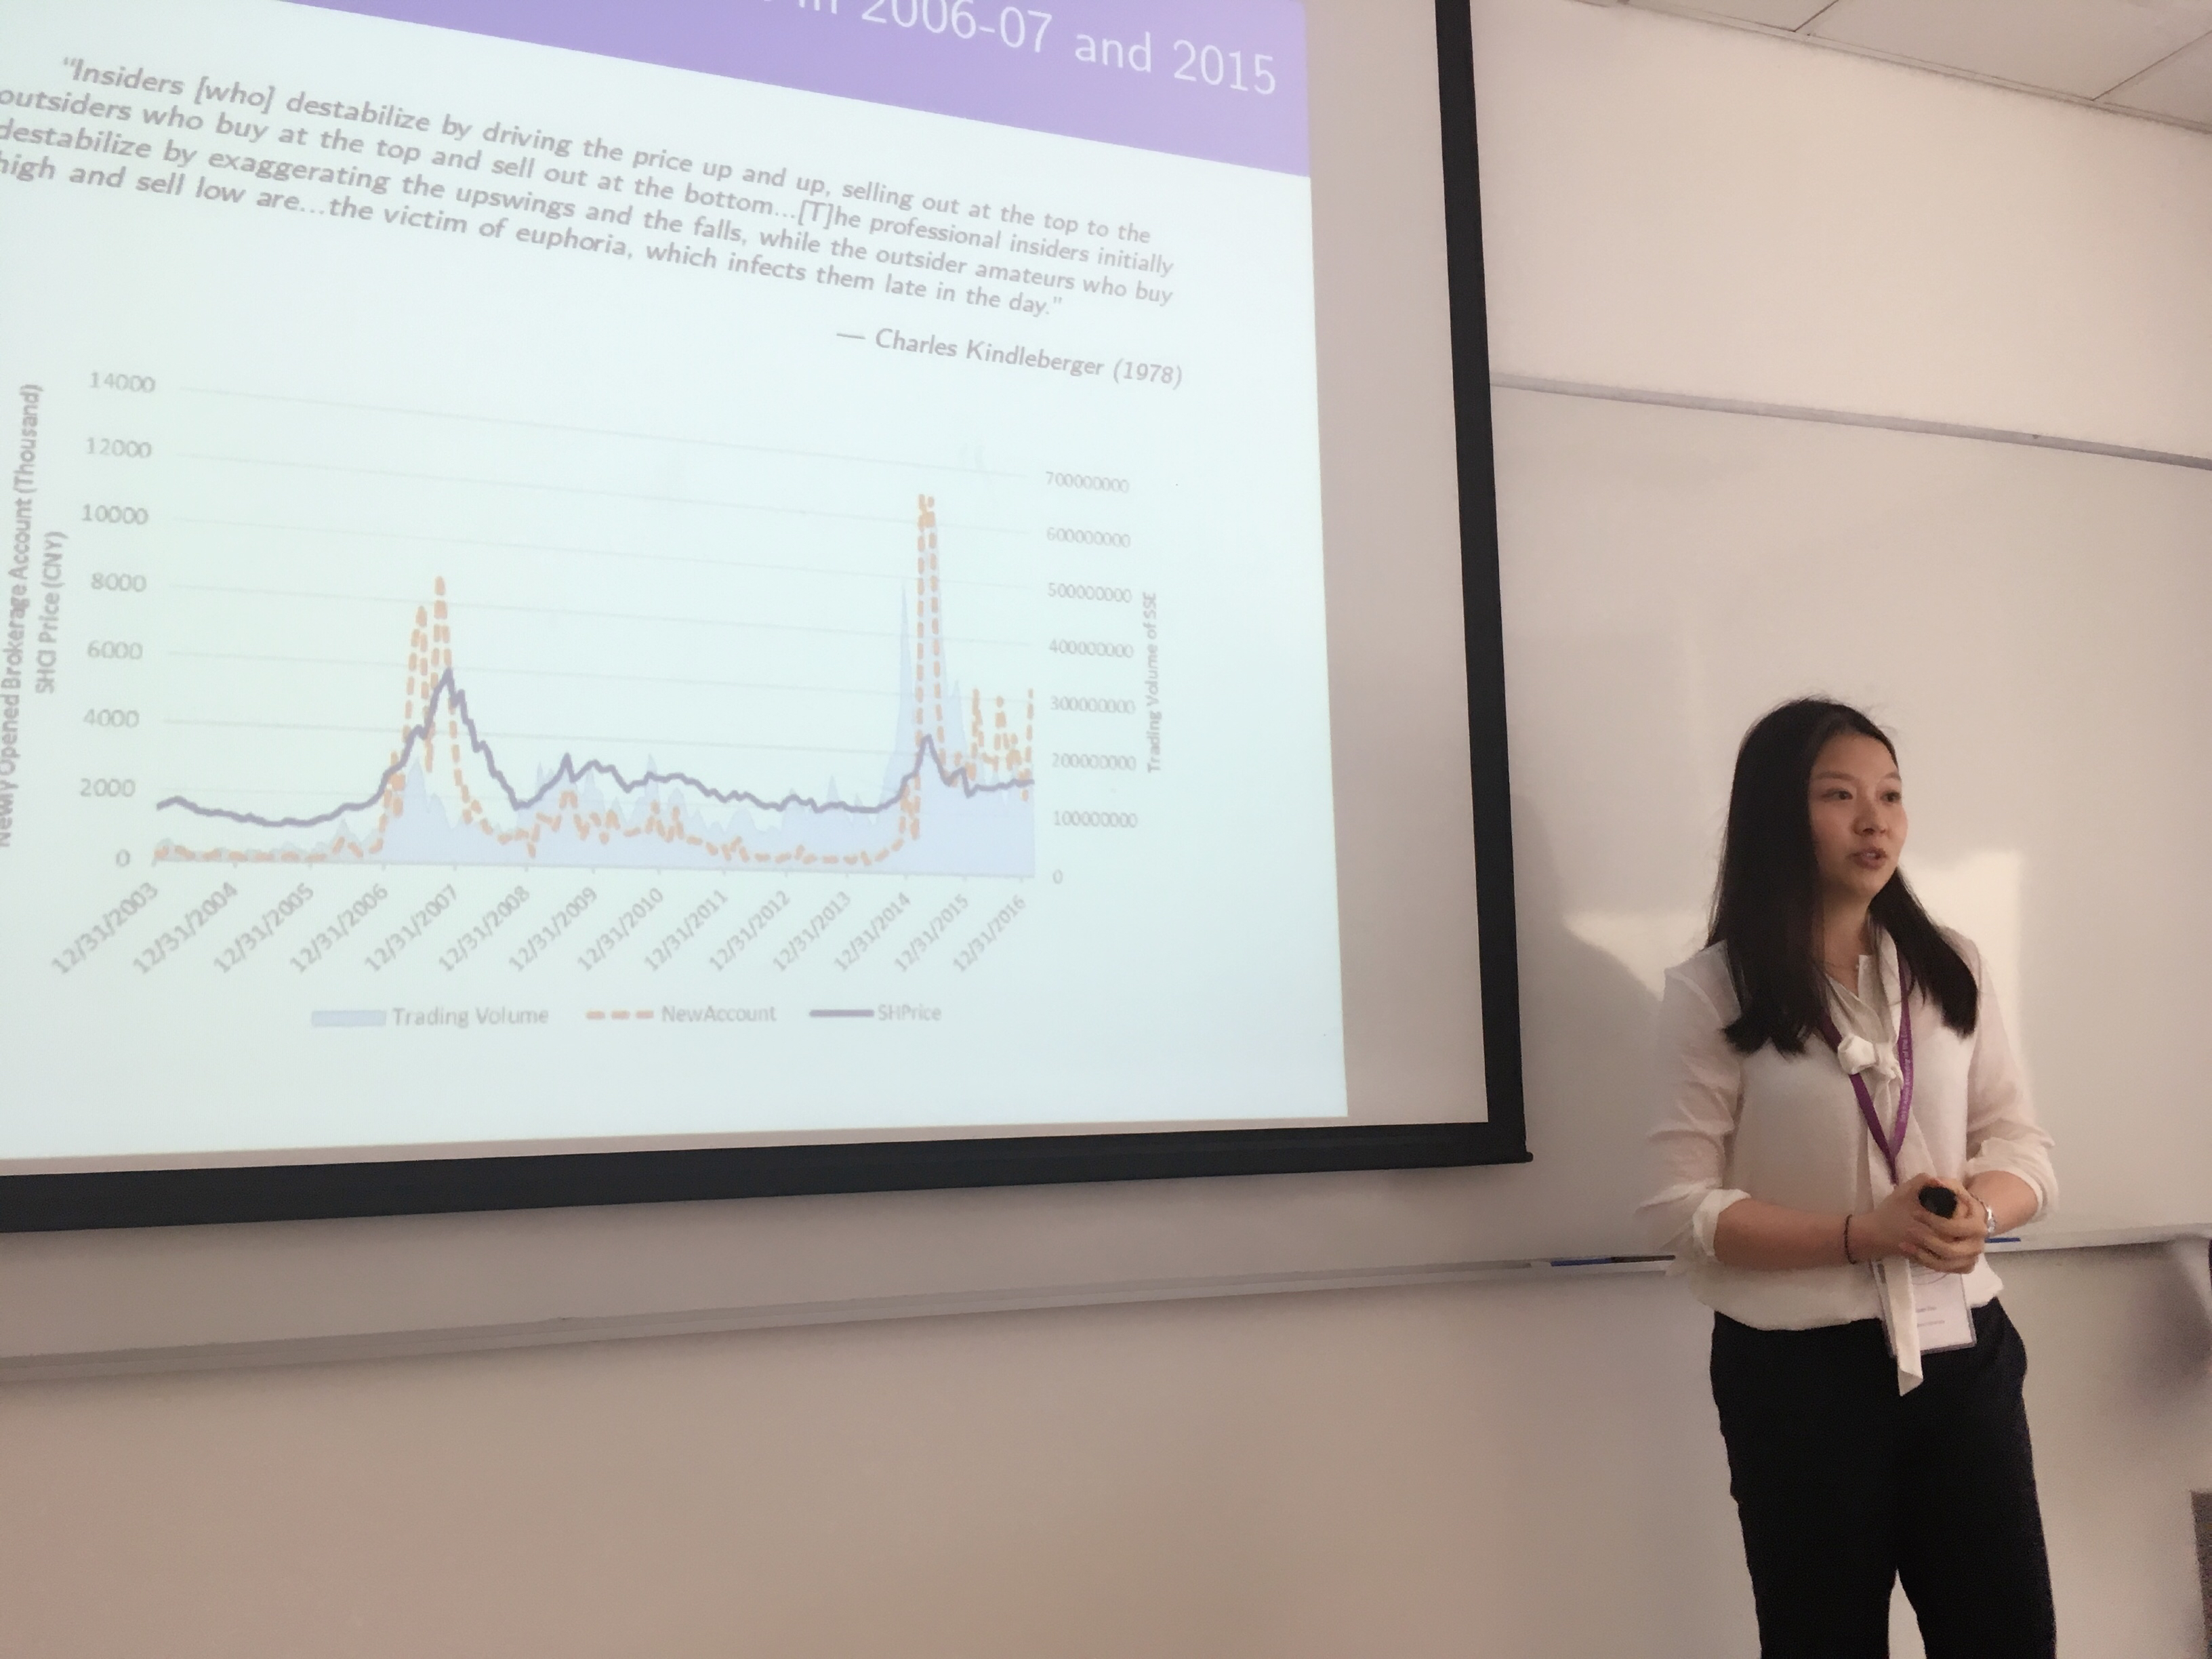 in 2006-07 and 2015
"Insiders [who] destabilize by driving the price up and up, selling out at the top to the
outsiders who buy at the top and sell out at the bottom...[T]he professional insiders initially
destabilize by exaggerating the upswings and the falls, while the outsider amateurs who buy
high and sell low are...the victim of euphoria, which infects them late in the day."
— Charles Kindleberger (1978)
Newly Opened Brokerage Account (Thousand)
SHCI Price (CNY)
14000
12000
10000
8000
6000
4000
2000
0
700000000
600000000
500000000
400000000
300000000
200000000
100000000
0
Trading Volume of SSE
12/31/2003
12/31/2004
12/31/2005
12/31/2006
12/31/2007
12/31/2008
12/31/2009
12/31/2010
12/31/2011
12/31/2012
12/31/2013
12/31/2014
12/31/2015
12/31/2016
Trading Volume
NewAccount
SHPrice